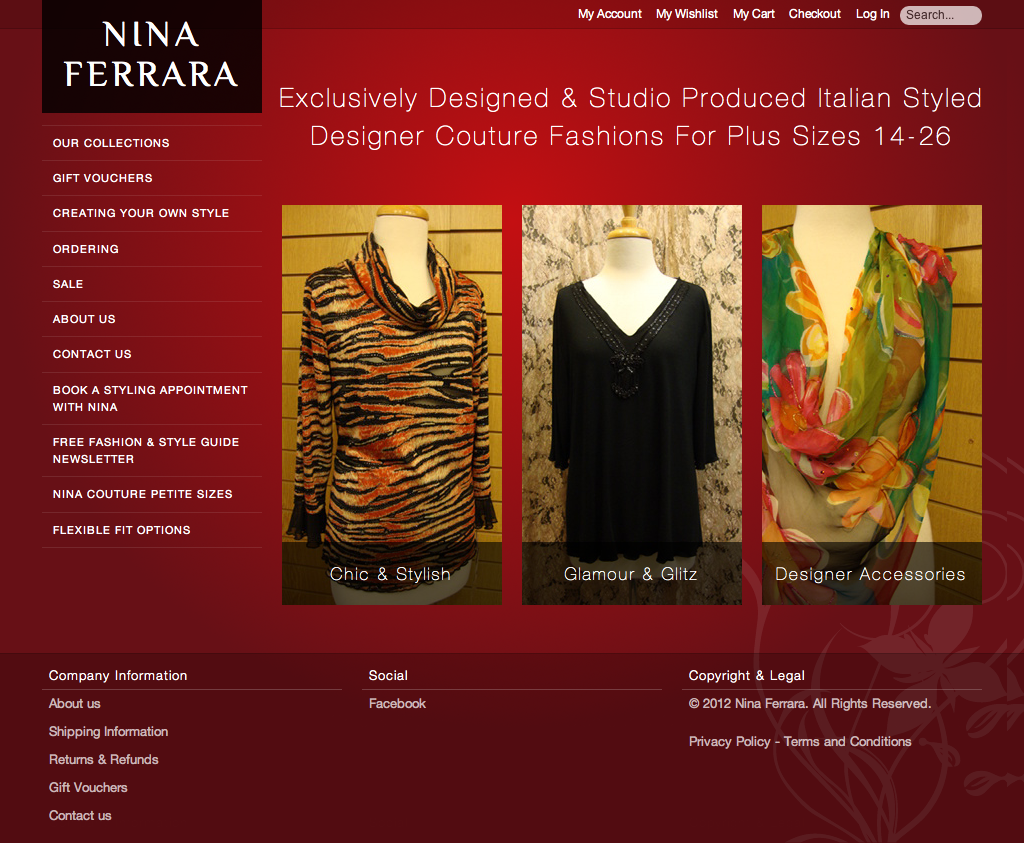 My Account My Wishlist My Cart Checkout Log In Search...
NINA
FERRARA
Exclusively Designed & Studio Produced Italian Styled
Designer Couture Fashions For Plus Sizes 14-26
OUR COLLECTIONS
GIFT VOUCHERS
CREATING YOUR OWN STYLE
ORDERING
SALE
ABOUT US
CONTACT US
BOOK A STYLING APPOINTMENT
WITH NINA
FREE FASHION & STYLE GUIDE
NEWSLETTER
NINA COUTURE PETITE SIZES
FLEXIBLE FIT OPTIONS
Chic & Stylish
Glamour & Glitz
Designer Accessories
Company Information
About us
Shipping Information
Returns & Refunds
Gift Vouchers
Contact us
Social
Facebook
Copyright & Legal
© 2012 Nina Ferrara. All Rights Reserved.
Privacy Policy - Terms and Conditions